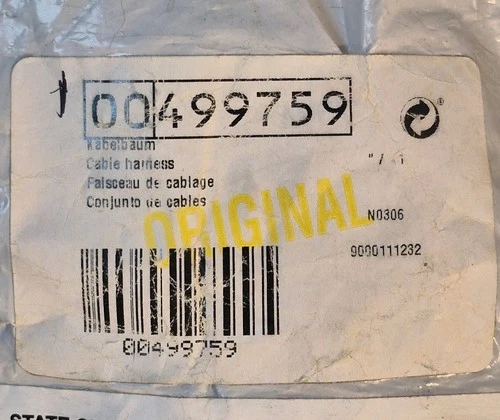 00499759
Kabelbaum
Cable harness
Faisceau de cablage
Conjunto de cables
ORIGINAL
N0306
9000111232
00499759